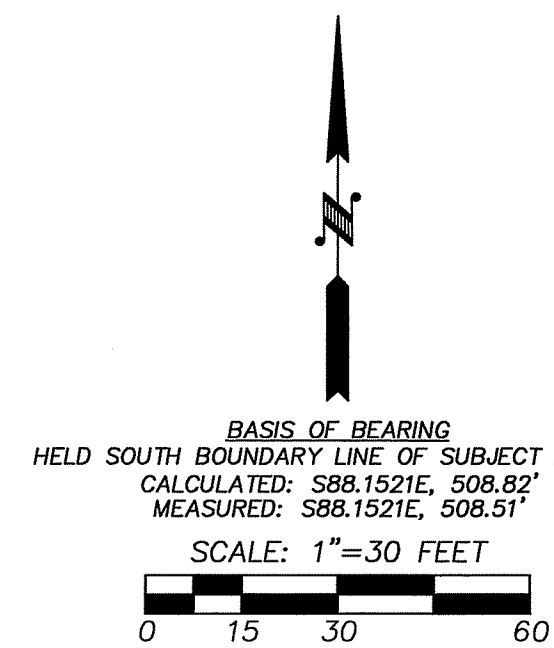 N
BASIS OF BEARING
HELD SOUTH BOUNDARY LINE OF SUBJECT
CALCULATED: S88.1521E, 508.82'
MEASURED: S88.1521E, 508.51'
SCALE: 1"=30 FEET
0 15 30 60